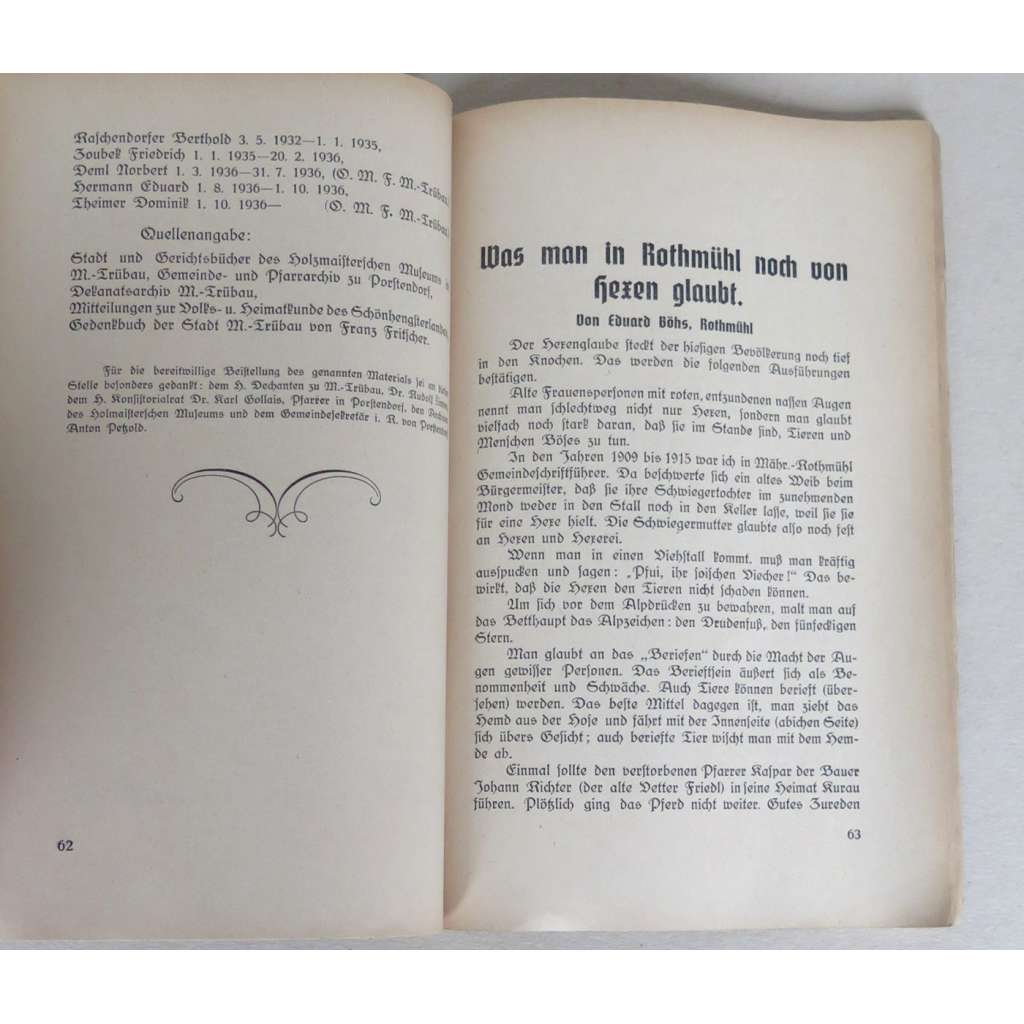 Raschendorfer Berthold 3. 5. 1932—1. 1. 1935,
Zoubek Friedrich 1. 1. 1935—20. 2. 1936,
Deml Norbert 1. 3. 1936—31. 7. 1936, (O. M. F. M.-Trübau)
Hermann Eduard 1. 8. 1936—1. 10. 1936,
Theimer Dominik 1. 10. 1936— (O. M. F. M.-Trübau)
Quellenangabe:
Stadt und Gerichtsbücher des Holzmaisterschen Museums
M.-Trübau, Gemeinde- und Pfarrarchiv zu Porstendorf,
Dekanatsarchiv M.-Trübau,
Mitteilungen zur Volks- u. Heimatkunde des Schönhengsterlandes,
Gedenkbuch der Stadt M.-Trübau von Franz Fritscher.
Für die bereitwillige Beistellung des genannten Materials sei an
Stelle besonders gedankt: dem H. Dechanten zu M.-Trübau, Dr. Rudolf
dem H. Konsistorialrat Dr. Karl Gollais, Pfarrer in Porstendorf, den
des Holmaisterschen Museums und dem Gemeindesekretär i. R. von
Anton Petzold.
62
Was man in Rothmühl noch von
Hexen glaubt.
Von Eduard Böhs, Rothmühl
Der Hexenglaube steckt der hiesigen Bevölkerung noch tief
in den Knochen. Das werden die folgenden Ausführungen
bestätigen.
Alte Frauenspersonen mit roten, entzundenen nassen Augen
nennt man schlechtweg nicht nur Hexen, sondern man glaubt
vielfach noch stark daran, daß sie im Stande sind, Tieren und
Menschen Böses zu tun.
In den Jahren 1909 bis 1915 war ich in Mähr.-Rothmühl
Gemeindeschriftführer. Da beschwerte sich ein altes Weib beim
Bürgermeister, daß sie ihre Schwiegertochter im zunehmenden
Mond weder in den Stall noch in den Keller lasse, weil sie sie
für eine Hexe hielt. Die Schwiegermutter glaubte also noch fest
an Hexen und Hexerei.
Wenn man in einen Viehstall kommt, muß man kräftig
ausspucken und sagen: „Pfui, ihr soischen Viecher!“ Das be-
wirkt, daß die Hexen den Tieren nicht schaden können.
Um sich vor dem Alpdrücken zu bewahren, malt man auf
das Betthaupt das Alpzeichen: den Drudenfuß, den fünfeckigen
Stern.
Man glaubt an das „Beriefen“ durch die Macht der Au-
gen gewisser Personen. Das Berieftsein äußert sich als Be-
nommenheit und Schwäche. Auch Tiere können berieft (über-
sehen) werden. Das beste Mittel dagegen ist, man zieht das
Hemd aus der Hose und fährt mit der Innenseite (abichen Seite)
sich übers Gesicht; auch beriefte Tier wischt man mit dem Hem-
de ab.
Einmal sollte den verstorbenen Pfarrer Kaspar der Bauer
Johann Richter (der alte Vetter Friedl) in seine Heimat Kurau
führen. Plötzlich ging das Pferd nicht weiter. Gutes Zureden
63